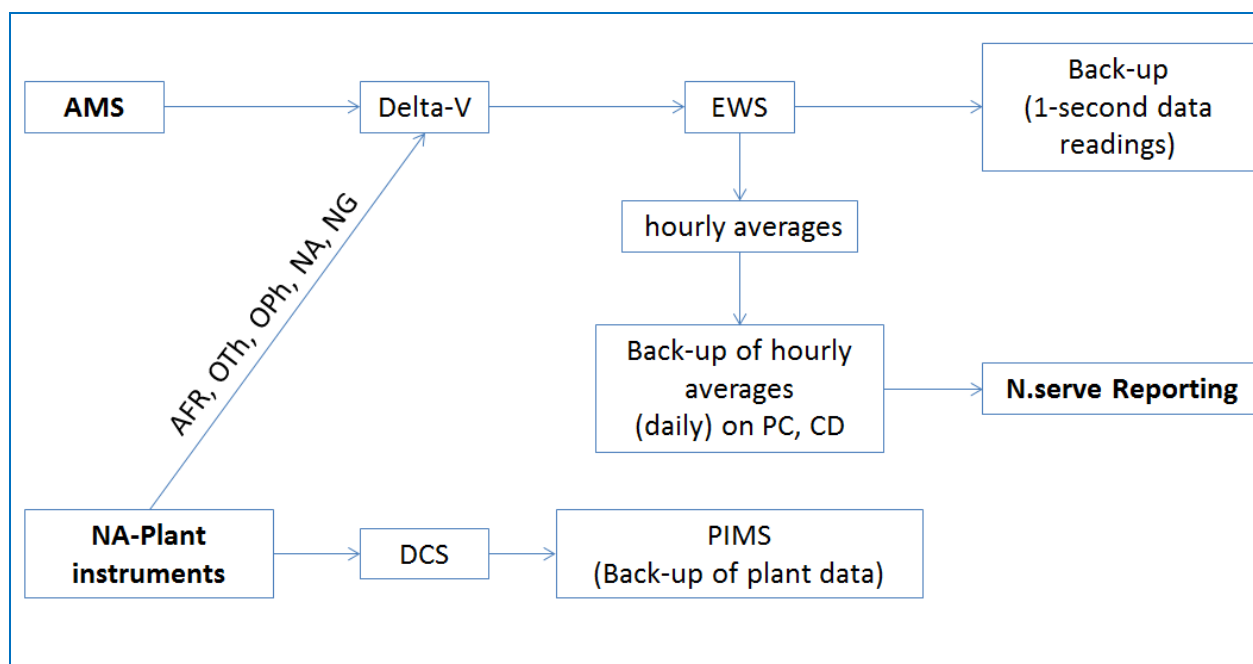 AMS
Delta-V
EWS
Back-up
(1-second data
readings)
AFR, OTh, OPh, NA, NG
hourly averages
Back-up of hourly
averages
(daily) on PC, CD
N.serve Reporting
NA-Plant
instruments
DCS
PIMS
(Back-up of plant data)